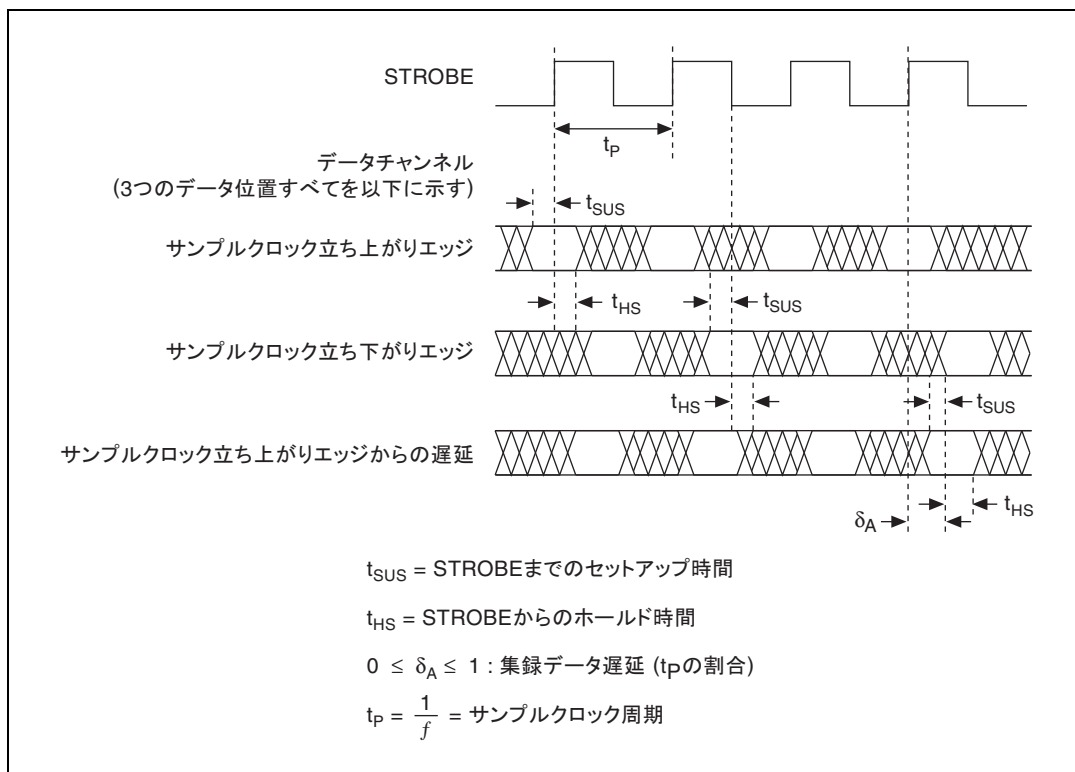 STROBE
tP
データチャンネル
(3つのデータ位置すべてを以下に示す)
tSUS
サンプルクロック立ち上がりエッジ
tHS
tSUS
サンプルクロック立ち下がりエッジ
tHS
tSUS
サンプルクロック立ち上がりエッジからの遅延
tHS
δA
tSUS = STROBEまでのセットアップ時間
tHS = STROBEからのホールド時間
0 ≤ δA ≤ 1 : 集録データ遅延 (tPの割合)
tP = 1/f = サンプルクロック周期